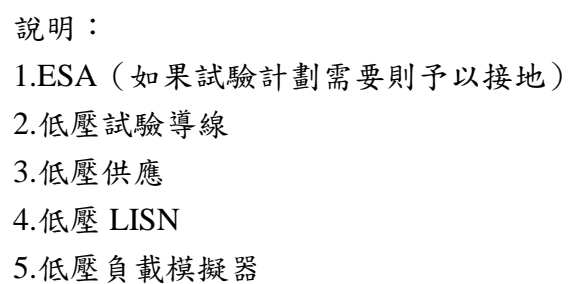 說明：
1.ESA（如果試驗計劃需要則予以接地）
2.低壓試驗導線
3.低壓供應
4.低壓 LISN
5.低壓負載模擬器